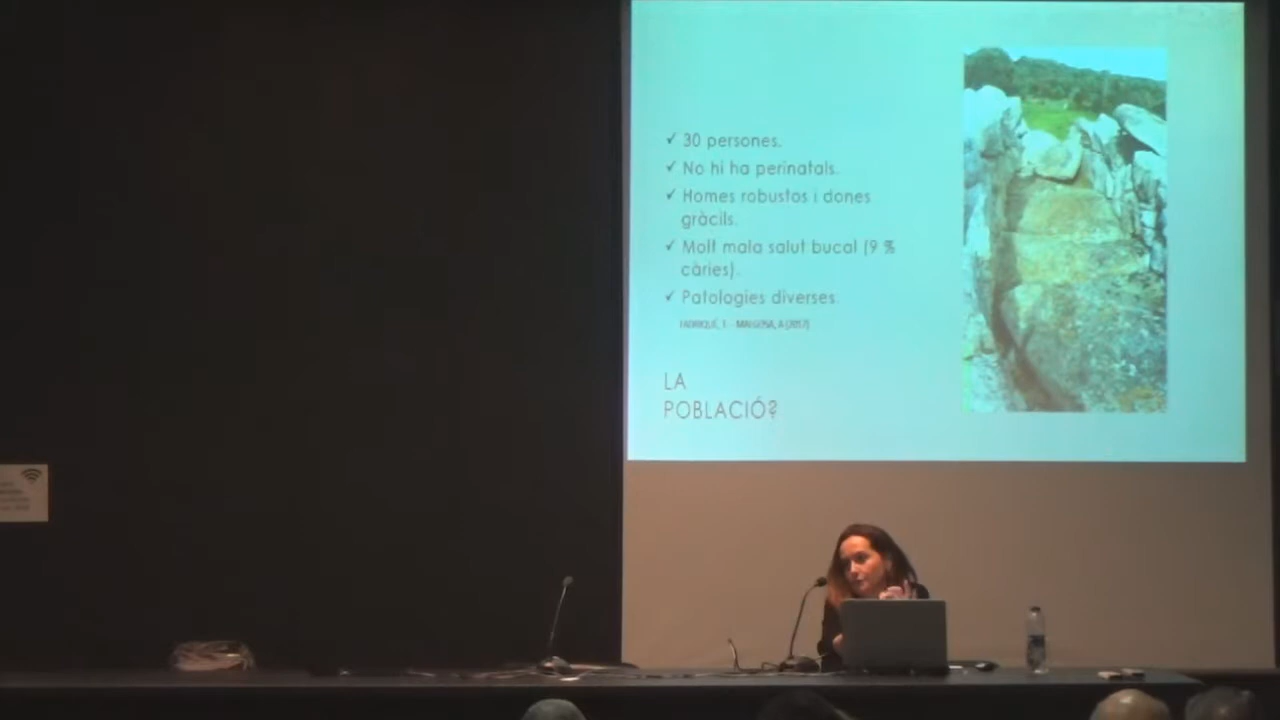 ✓ 30 persones.
✓ No hi ha perinatals.
✓ Homes robustos i dones
gràcils.
✓ Molt mala salut bucal (9 %
càries).
✓ Patologies diverses.
LA
POBLACIÓ?